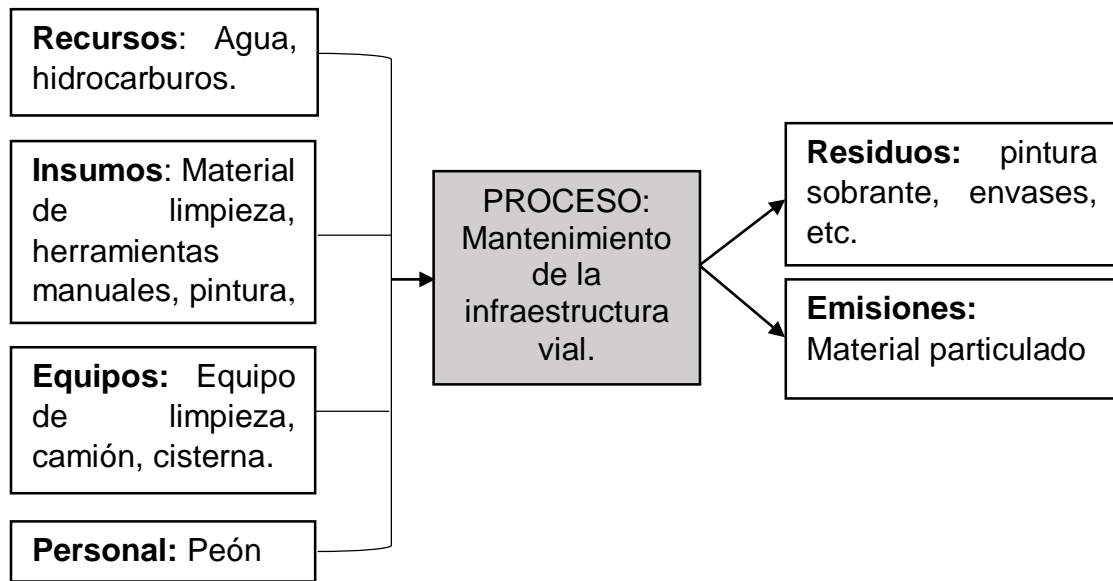 Recursos: Agua,
hidrocarburos.
Insumos: Material
de limpieza,
herramientas
manuales, pintura,
Equipos: Equipo
de limpieza,
camión, cisterna.
Personal: Peón
PROCESO:
Mantenimiento
de la
infraestructura
vial.
Residuos: pintura
sobrante, envases,
etc.
Emisiones:
Material particulado